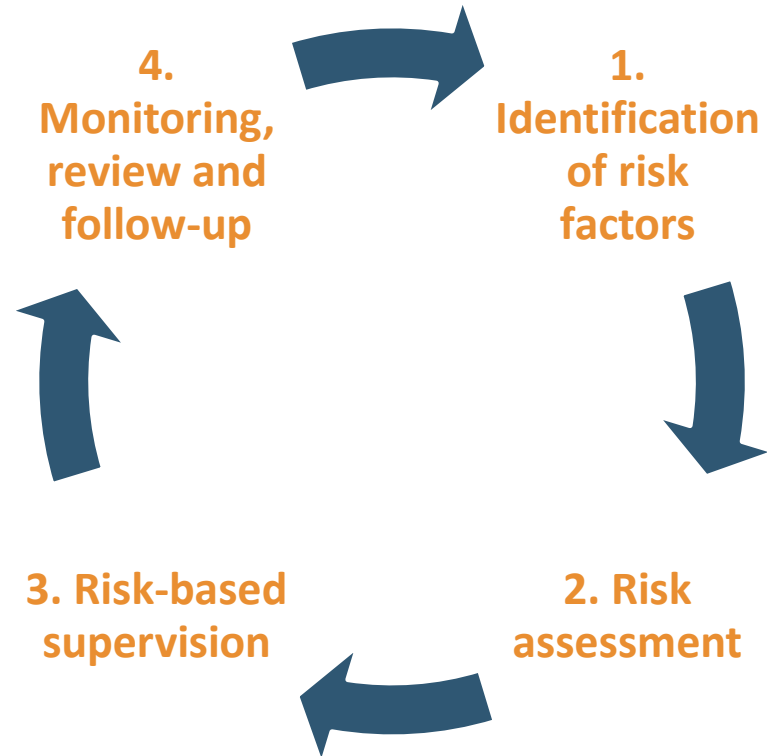 1.
Identification
of risk
factors
2. Risk
assessment
3. Risk-based
supervision
4.
Monitoring,
review and
follow-up